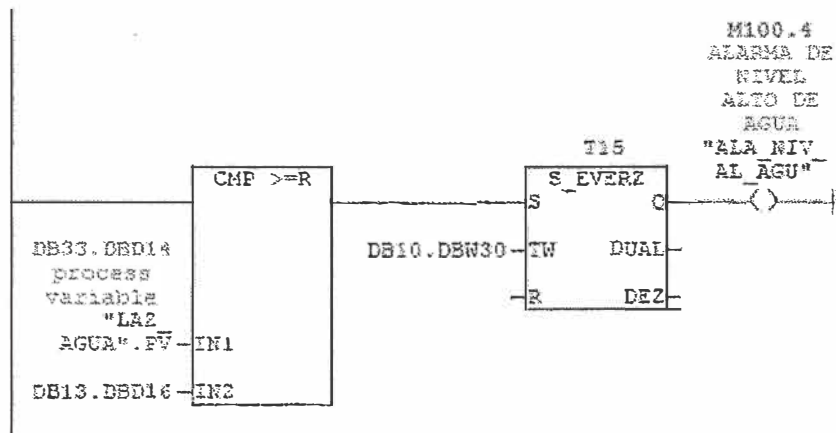 M100.4
ALARMA DE
NIVEL
ALTO DE
AGUA
"ALA_NIV_
AL_AGU"
T15
CMP >=R
S_EVERZ
S
Q
DB33.DBD14
process
variable
"LAZ_
AGUA".PV
IN1
DB10.DBW30
TW
DUAL
R
DEZ
DB13.DBD16
IN2